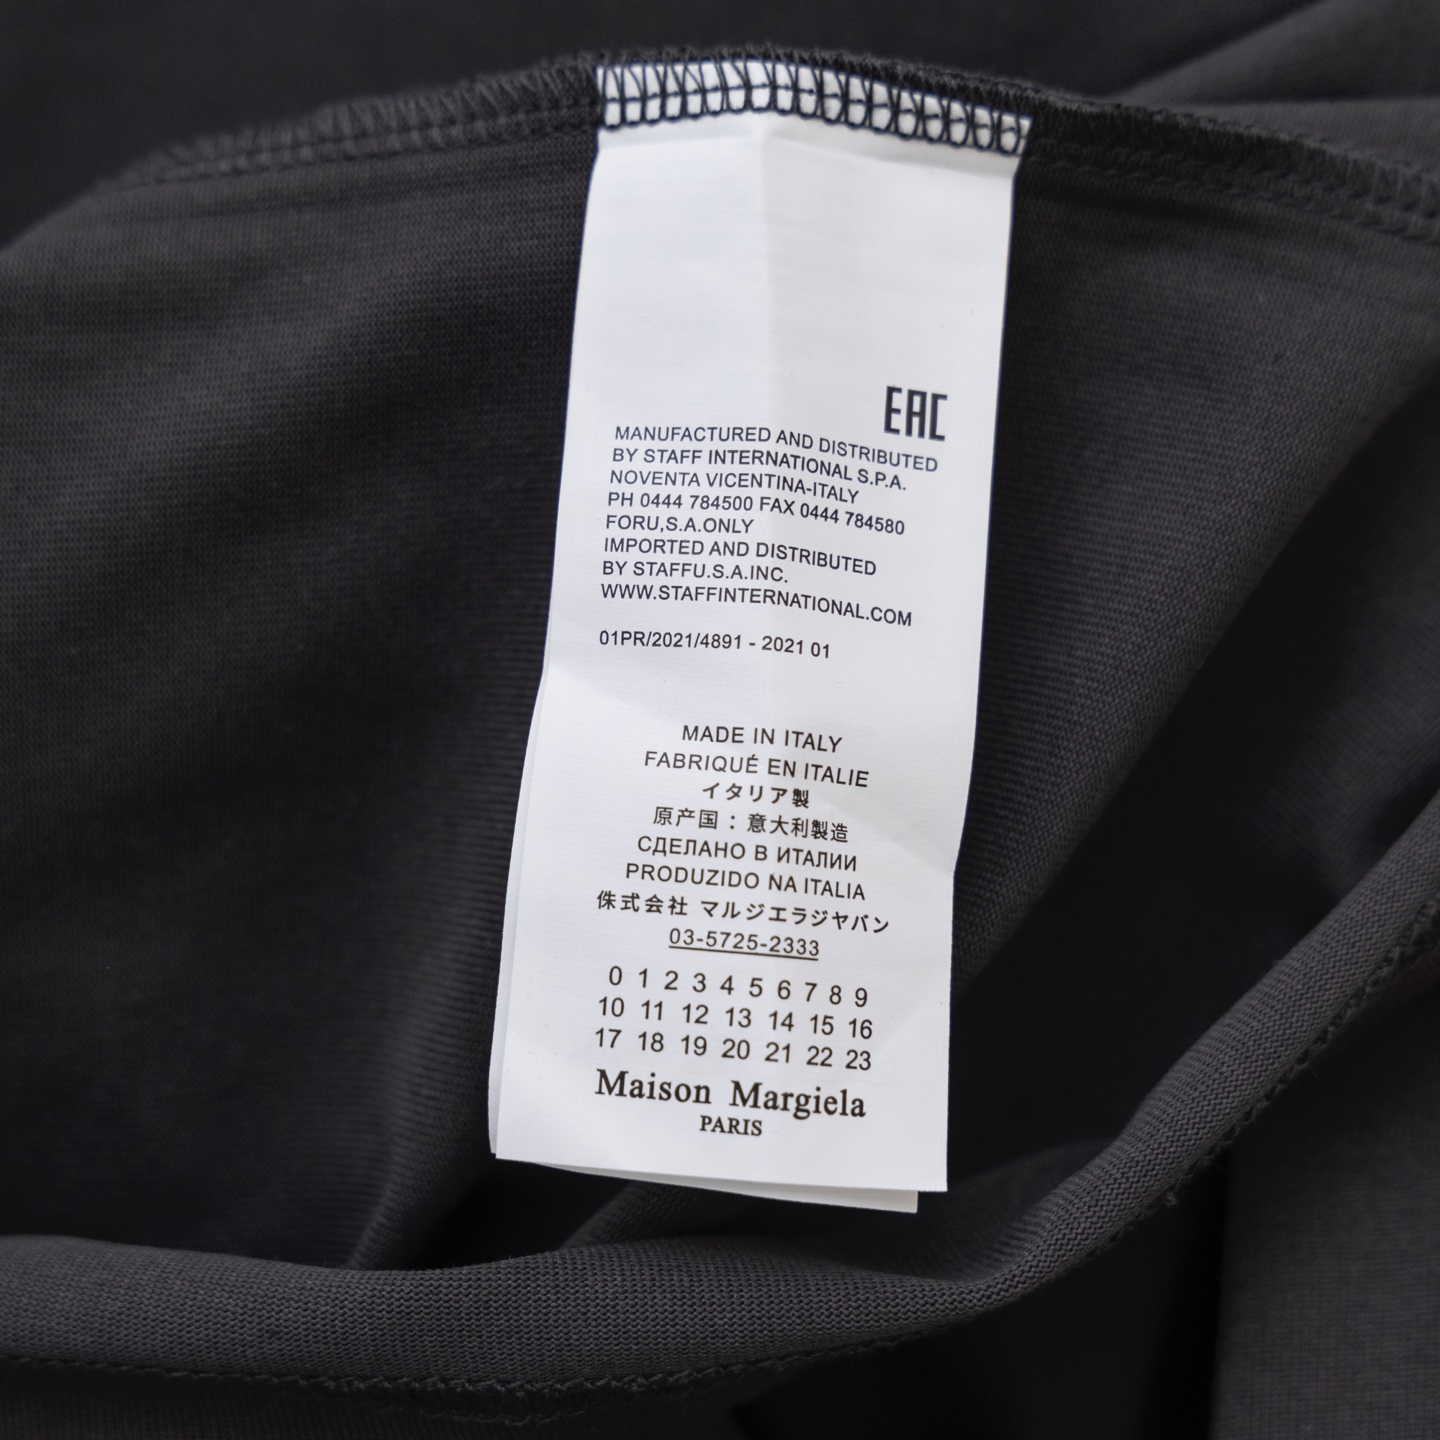 EAC
MANUFACTURED AND DISTRIBUTED
BY STAFF INTERNATIONAL S.P.A.
NOVENTA VICENTINA-ITALY
PH 0444 784500 FAX 0444 784580
FORU,S.A.ONLY
IMPORTED AND DISTRIBUTED
BY STAFFU.S.A.INC.
WWW.STAFFINTERNATIONAL.COM
01PR/2021/4891 - 2021 01
MADE IN ITALY
FABRIQUÉ EN ITALIE
イタリア製
原产国：意大利製造
СДЕЛАНО В ИТАЛИИ
PRODUZIDO NA ITALIA
侏式会社 マルジエラジヤバン
03-5725-2333
0 1 2 3 4 5 6 7 8 9
10 11 12 13 14 15 16
17 18 19 20 21 22 23
Maison Margiela
PARIS